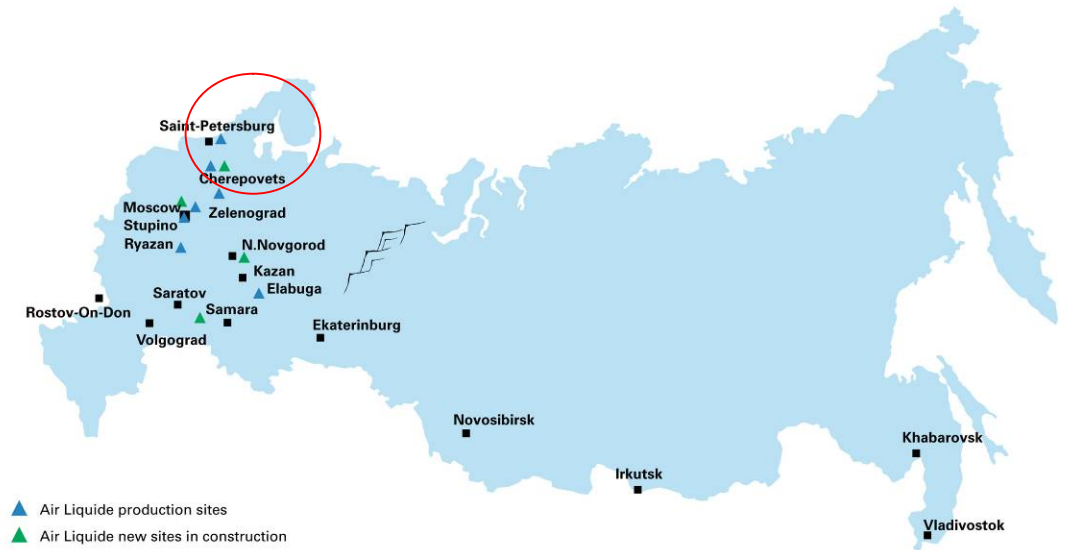 Saint-Petersburg
Cherepovets
Moscow
Zelenograd
Stupino
Ryazan
N.Novgorod
Kazan
Elabuga
Saratov
Samara
Rostov-On-Don
Volgograd
Ekaterinburg
Novosibirsk
Khabarovsk
Irkutsk
Vladivostok
Air Liquide production sites
Air Liquide new sites in construction